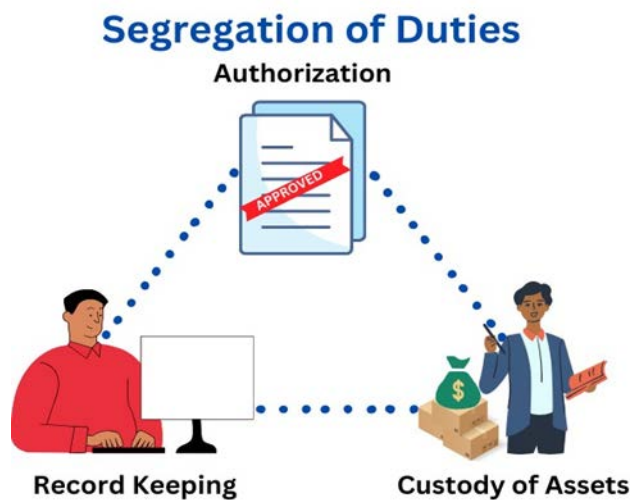 Segregation of Duties
Authorization
APPROVED
$
Record Keeping
Custody of Assets